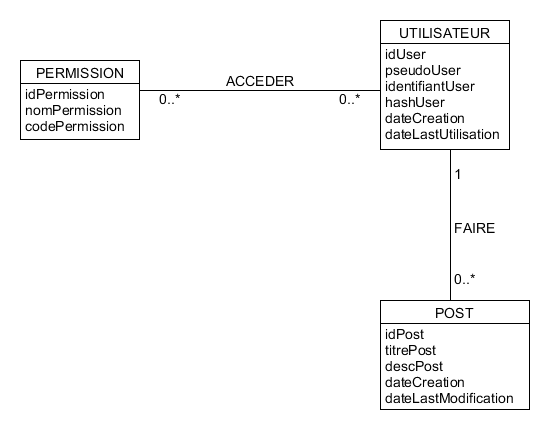 UTILISATEUR
idUser
pseudoUser
identifiantUser
hashUser
dateCreation
dateLastUtilisation
PERMISSION
idPermission
nomPermission
codePermission
ACCEDER
0..*
0..*
1
FAIRE
0..*
POST
idPost
titrePost
descPost
dateCreation
dateLastModification